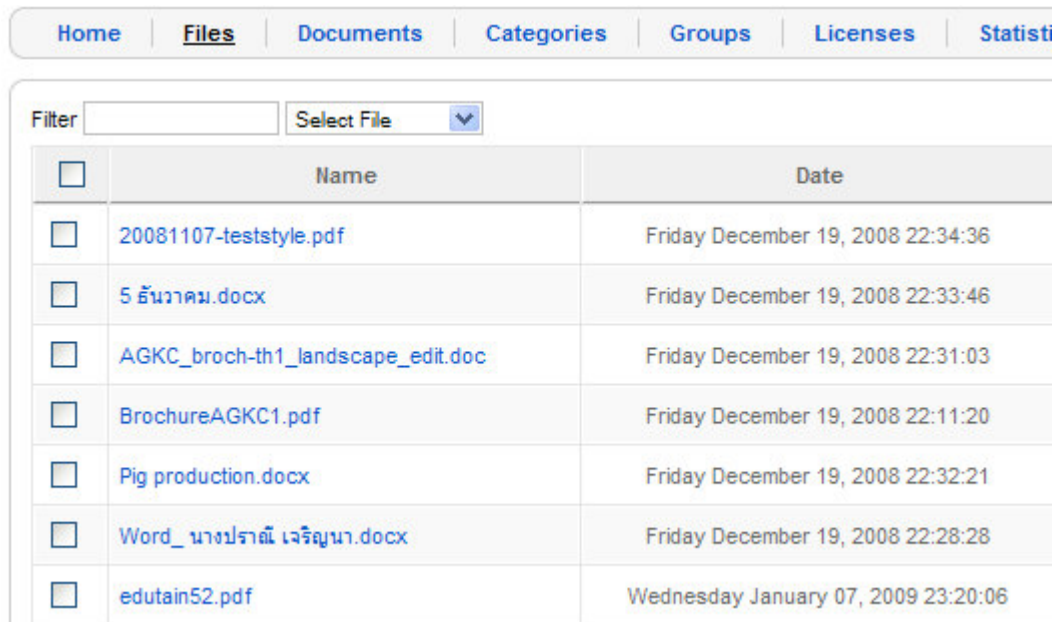 Home Files Documents Categories Groups Licenses Statisti
Filter Select File
Name Date
20081107-teststyle.pdf Friday December 19, 2008 22:34:36
5 ธันวาคม.docx Friday December 19, 2008 22:33:46
AGKC_broch-th1_landscape_edit.doc Friday December 19, 2008 22:31:03
BrochureAGKC1.pdf Friday December 19, 2008 22:11:20
Pig production.docx Friday December 19, 2008 22:32:21
Word_ นางปราณี เจริญนา.docx Friday December 19, 2008 22:28:28
edutain52.pdf Wednesday January 07, 2009 23:20:06